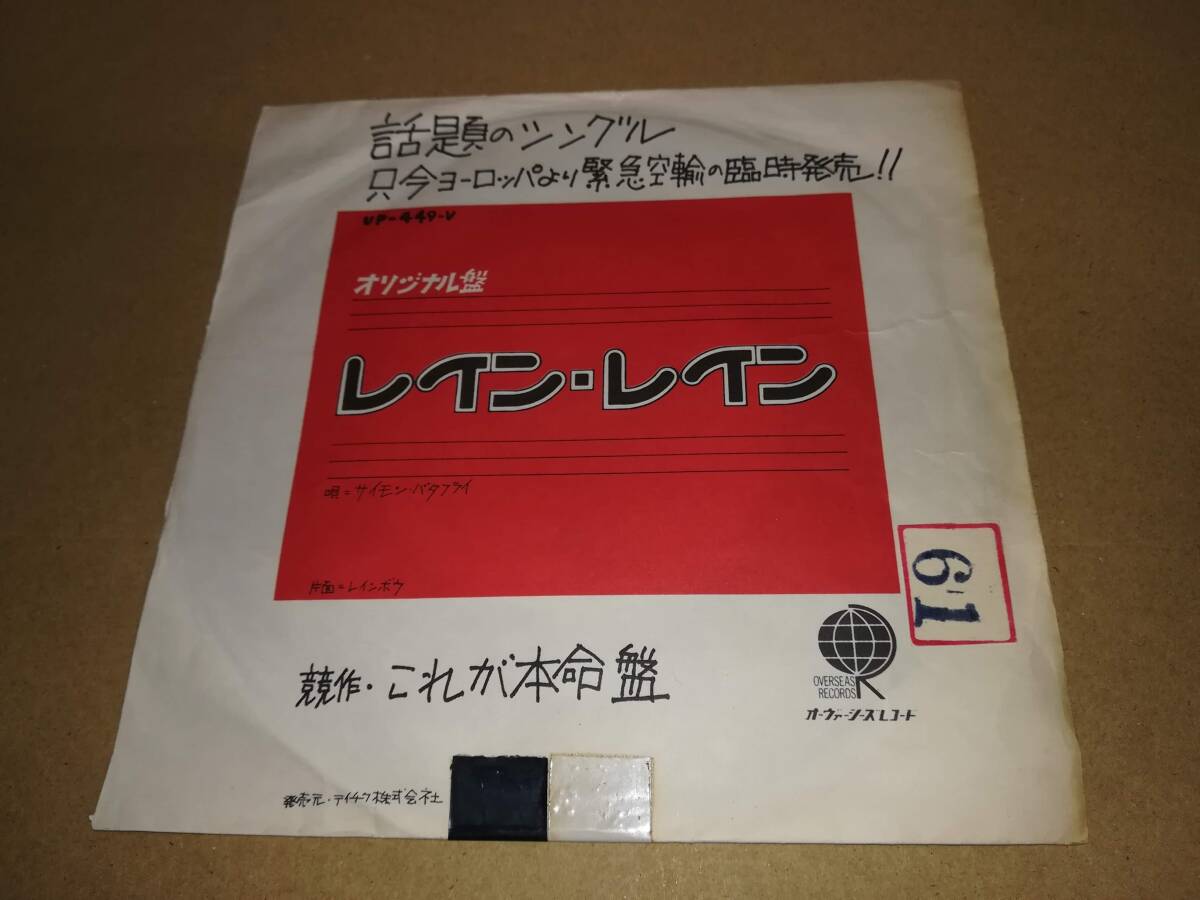 話題のシングル
只今ヨーロッパより緊急空輸の臨時発売!!
UP-449-V
オリジナル盤
レイン・レイン
唄=サイモン・バタフライ
片面=レインボウ
61
競作・これが本命盤
OVERSEAS
RECORDS
オーヴァーシーズレコード
発売元・テイチク株式会社